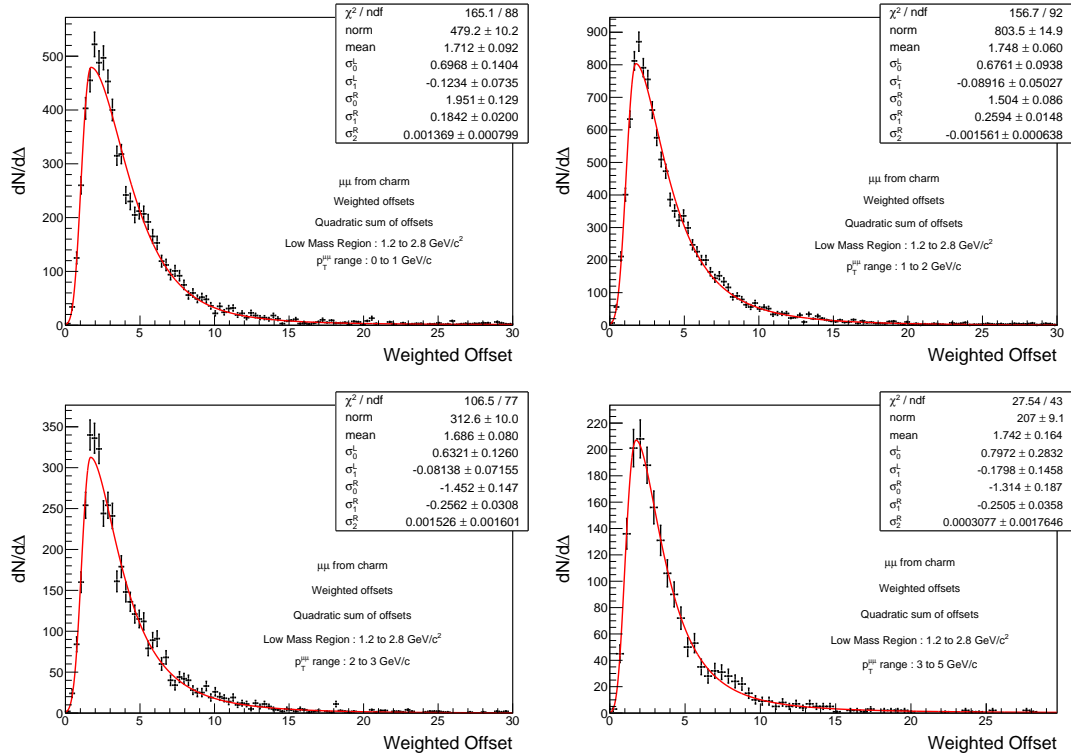 χ² / ndf 165.1 / 88
norm 479.2 ± 10.2
mean 1.712 ± 0.092
σ₀ᴸ 0.6968 ± 0.1404
σ₁ᴸ -0.1234 ± 0.0735
σ₀ᴿ 1.951 ± 0.129
σ₁ᴿ 0.1842 ± 0.0200
σ₂ᴿ 0.001369 ± 0.000799
dN/dΔ
500
400
300
200
100
0
μμ from charm
Weighted offsets
Quadratic sum of offsets
Low Mass Region : 1.2 to 2.8 GeV/c²
p_T^μμ range : 0 to 1 GeV/c
0 5 10 15 20 25 30
Weighted Offset
χ² / ndf 156.7 / 92
norm 803.5 ± 14.9
mean 1.748 ± 0.060
σ₀ᴸ 0.6761 ± 0.0938
σ₁ᴸ -0.08916 ± 0.05027
σ₀ᴿ 1.504 ± 0.086
σ₁ᴿ 0.2594 ± 0.0148
σ₂ᴿ -0.001561 ± 0.000638
dN/dΔ
900
800
700
600
500
400
300
200
100
0
μμ from charm
Weighted offsets
Quadratic sum of offsets
Low Mass Region : 1.2 to 2.8 GeV/c²
p_T^μμ range : 1 to 2 GeV/c
0 5 10 15 20 25 30
Weighted Offset
χ² / ndf 106.5 / 77
norm 312.6 ± 10.0
mean 1.686 ± 0.080
σ₀ᴸ 0.6321 ± 0.1260
σ₁ᴸ -0.08138 ± 0.07155
σ₀ᴿ -1.452 ± 0.147
σ₁ᴿ -0.2562 ± 0.0308
σ₂ᴿ 0.001526 ± 0.001601
dN/dΔ
350
300
250
200
150
100
50
0
μμ from charm
Weighted offsets
Quadratic sum of offsets
Low Mass Region : 1.2 to 2.8 GeV/c²
p_T^μμ range : 2 to 3 GeV/c
0 5 10 15 20 25 30
Weighted Offset
χ² / ndf 27.54 / 43
norm 207 ± 9.1
mean 1.742 ± 0.164
σ₀ᴸ 0.7972 ± 0.2832
σ₁ᴸ -0.1798 ± 0.1458
σ₀ᴿ -1.314 ± 0.187
σ₁ᴿ -0.2505 ± 0.0358
σ₂ᴿ 0.0003077 ± 0.0017646
dN/dΔ
220
200
180
160
140
120
100
80
60
40
20
0
μμ from charm
Weighted offsets
Quadratic sum of offsets
Low Mass Region : 1.2 to 2.8 GeV/c²
p_T^μμ range : 3 to 5 GeV/c
0 5 10 15 20 25
Weighted Offset